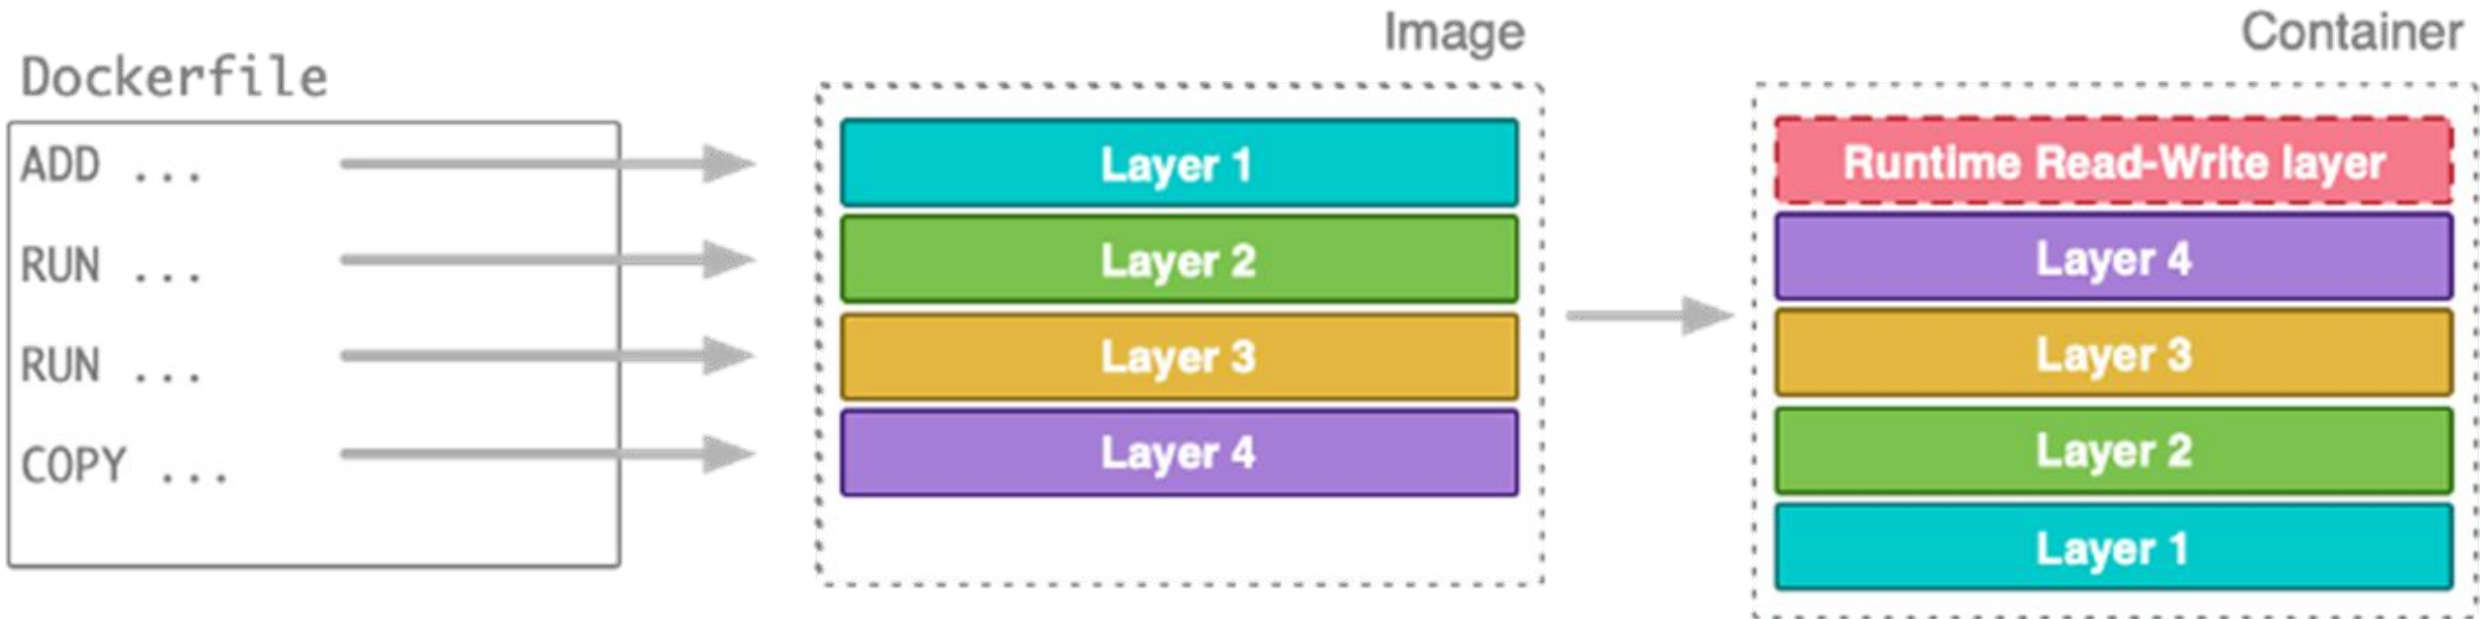 Dockerfile
ADD ...
RUN ...
RUN ...
COPY ...
Image
Layer 1
Layer 2
Layer 3
Layer 4
Container
Runtime Read-Write layer
Layer 4
Layer 3
Layer 2
Layer 1